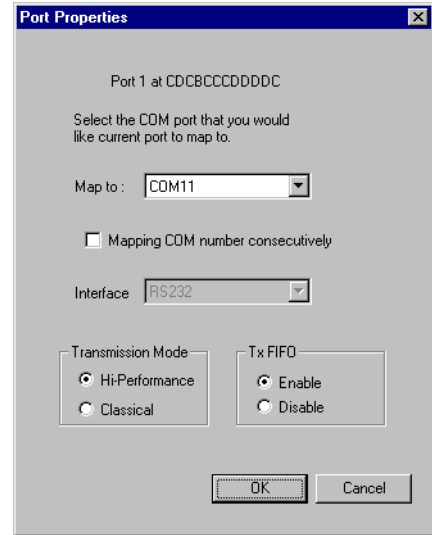 Port Properties
Port 1 at CDCBCCCDDDDC
Select the COM port that you would
like current port to map to.
Map to : COM11
Mapping COM number consecutively
Interface RS232
Transmission Mode
Hi-Performance
Classical
Tx FIFO
Enable
Disable
OK Cancel